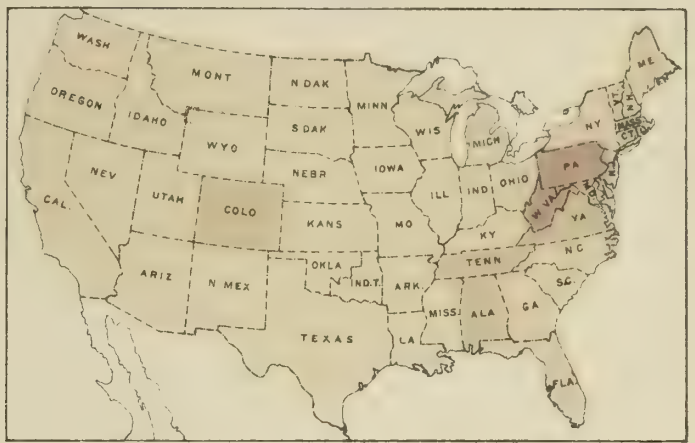 WASH
MONT
N DAK
MINN
ME
VT
N H
OREGON
IDAHO
S DAK
WIS
MICH
N Y
MASS
CT
WYO
IOWA
NEBR
PA
NEV
UTAH
COLO
ILL
IND
OHIO
W VA
CAL.
KANS
MO
KY
VA
ARIZ
N MEX
OKLA
IND.T.
ARK
TENN
N C
S.C.
TEXAS
LA
MISS
ALA
GA
FLA.